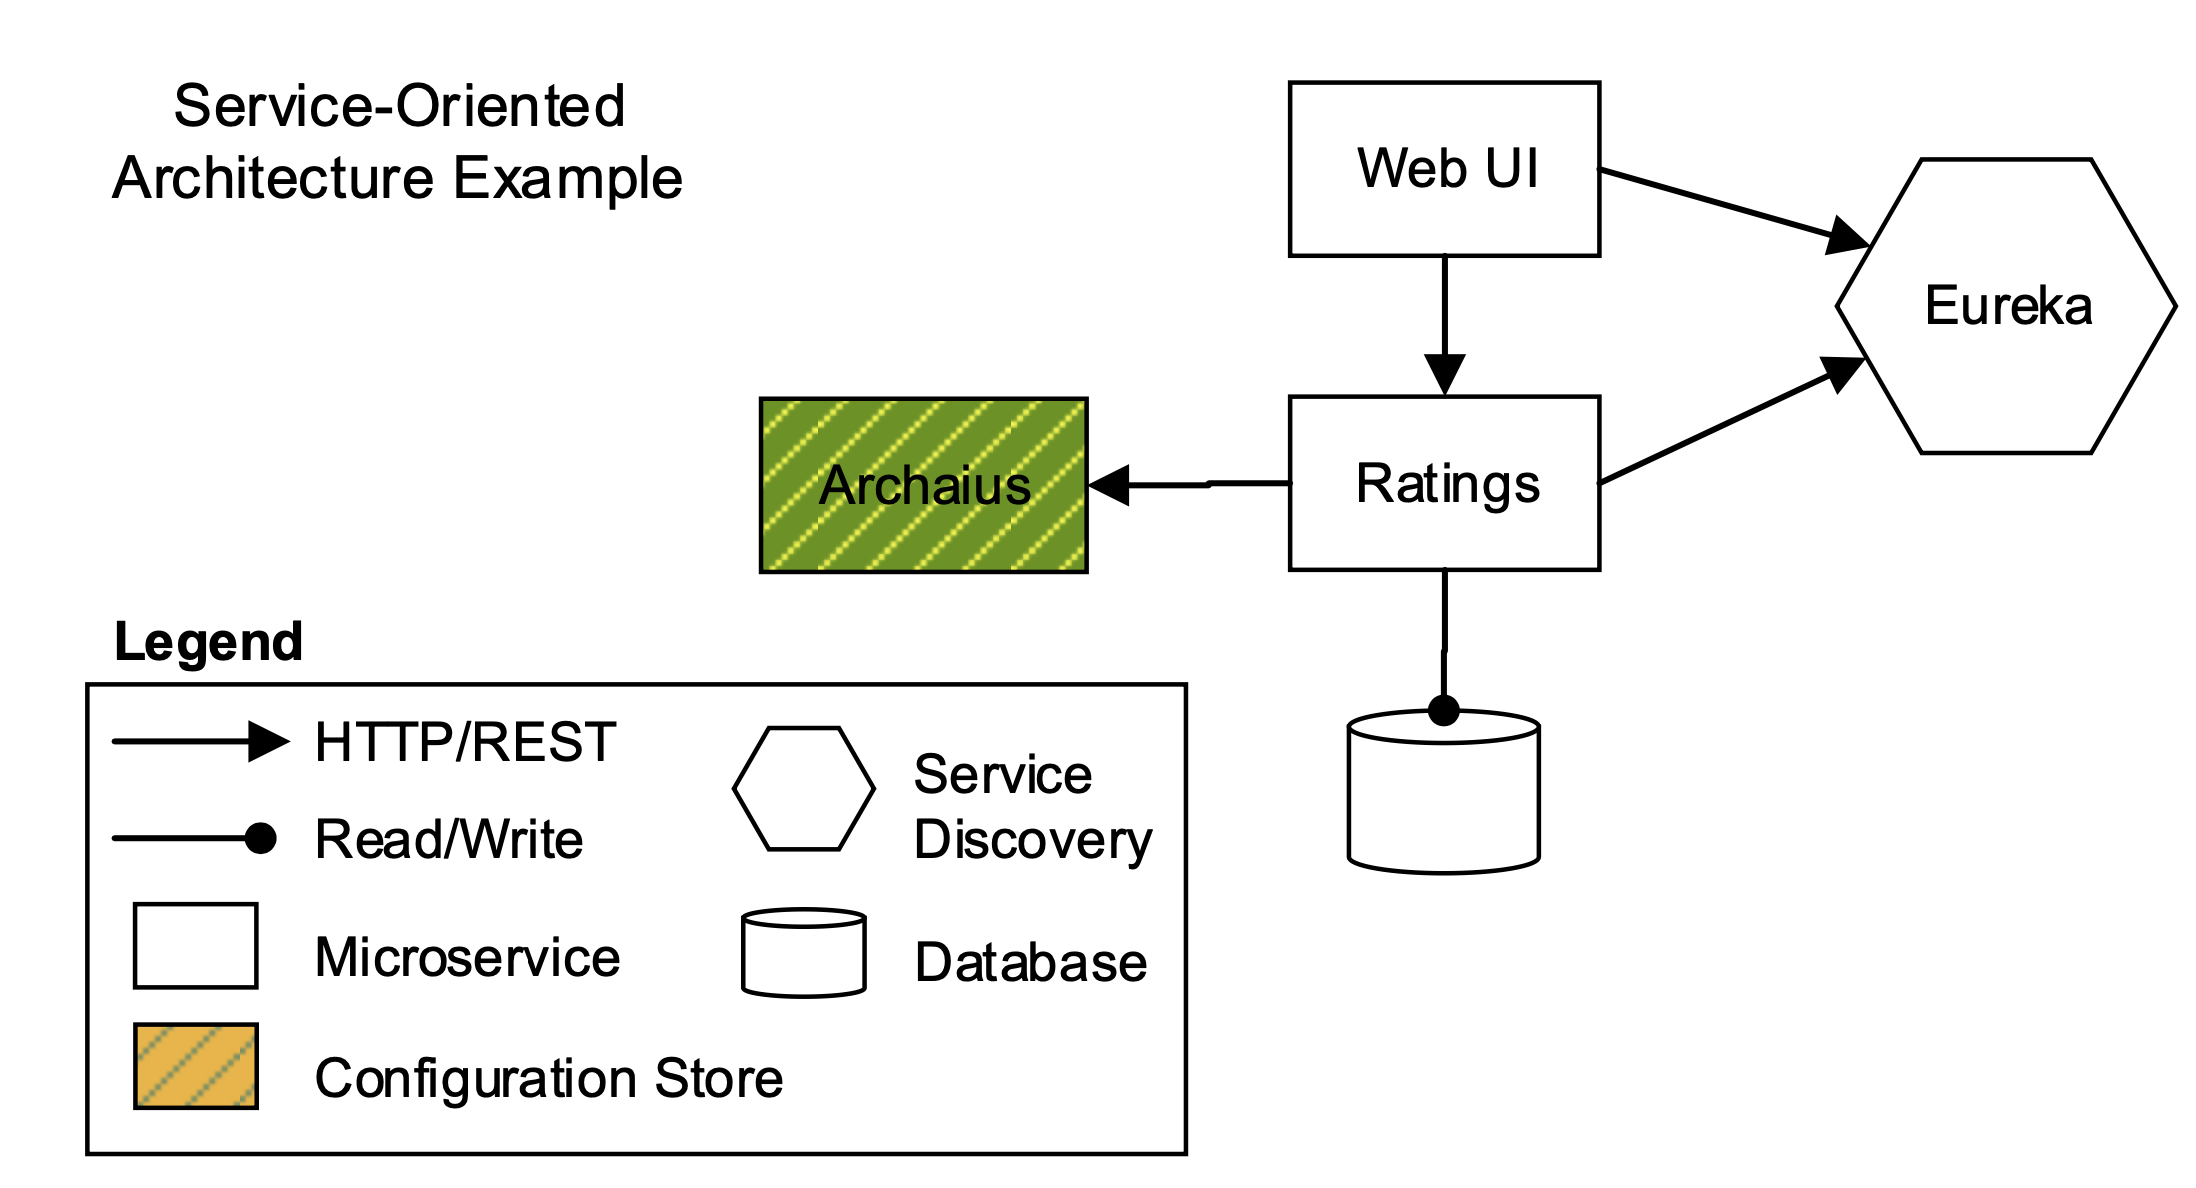 Service-Oriented
Architecture Example
Web UI
Eureka
Archaius
Ratings
Legend
HTTP/REST
Read/Write
Microservice
Configuration Store
Service
Discovery
Database